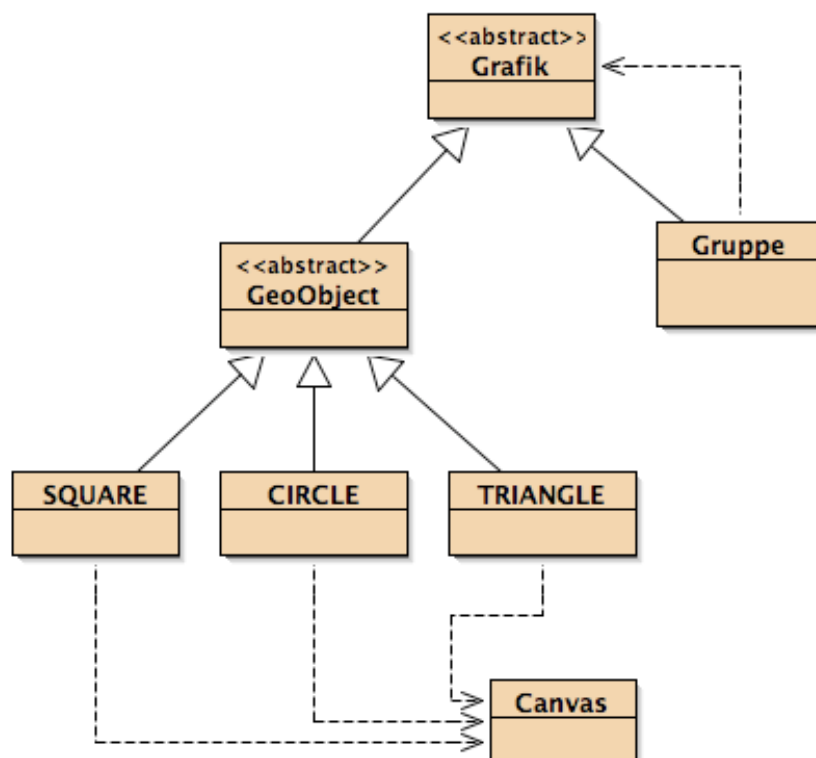 <<abstract>>
Grafik
Gruppe
<<abstract>>
GeoObject
SQUARE
CIRCLE
TRIANGLE
Canvas